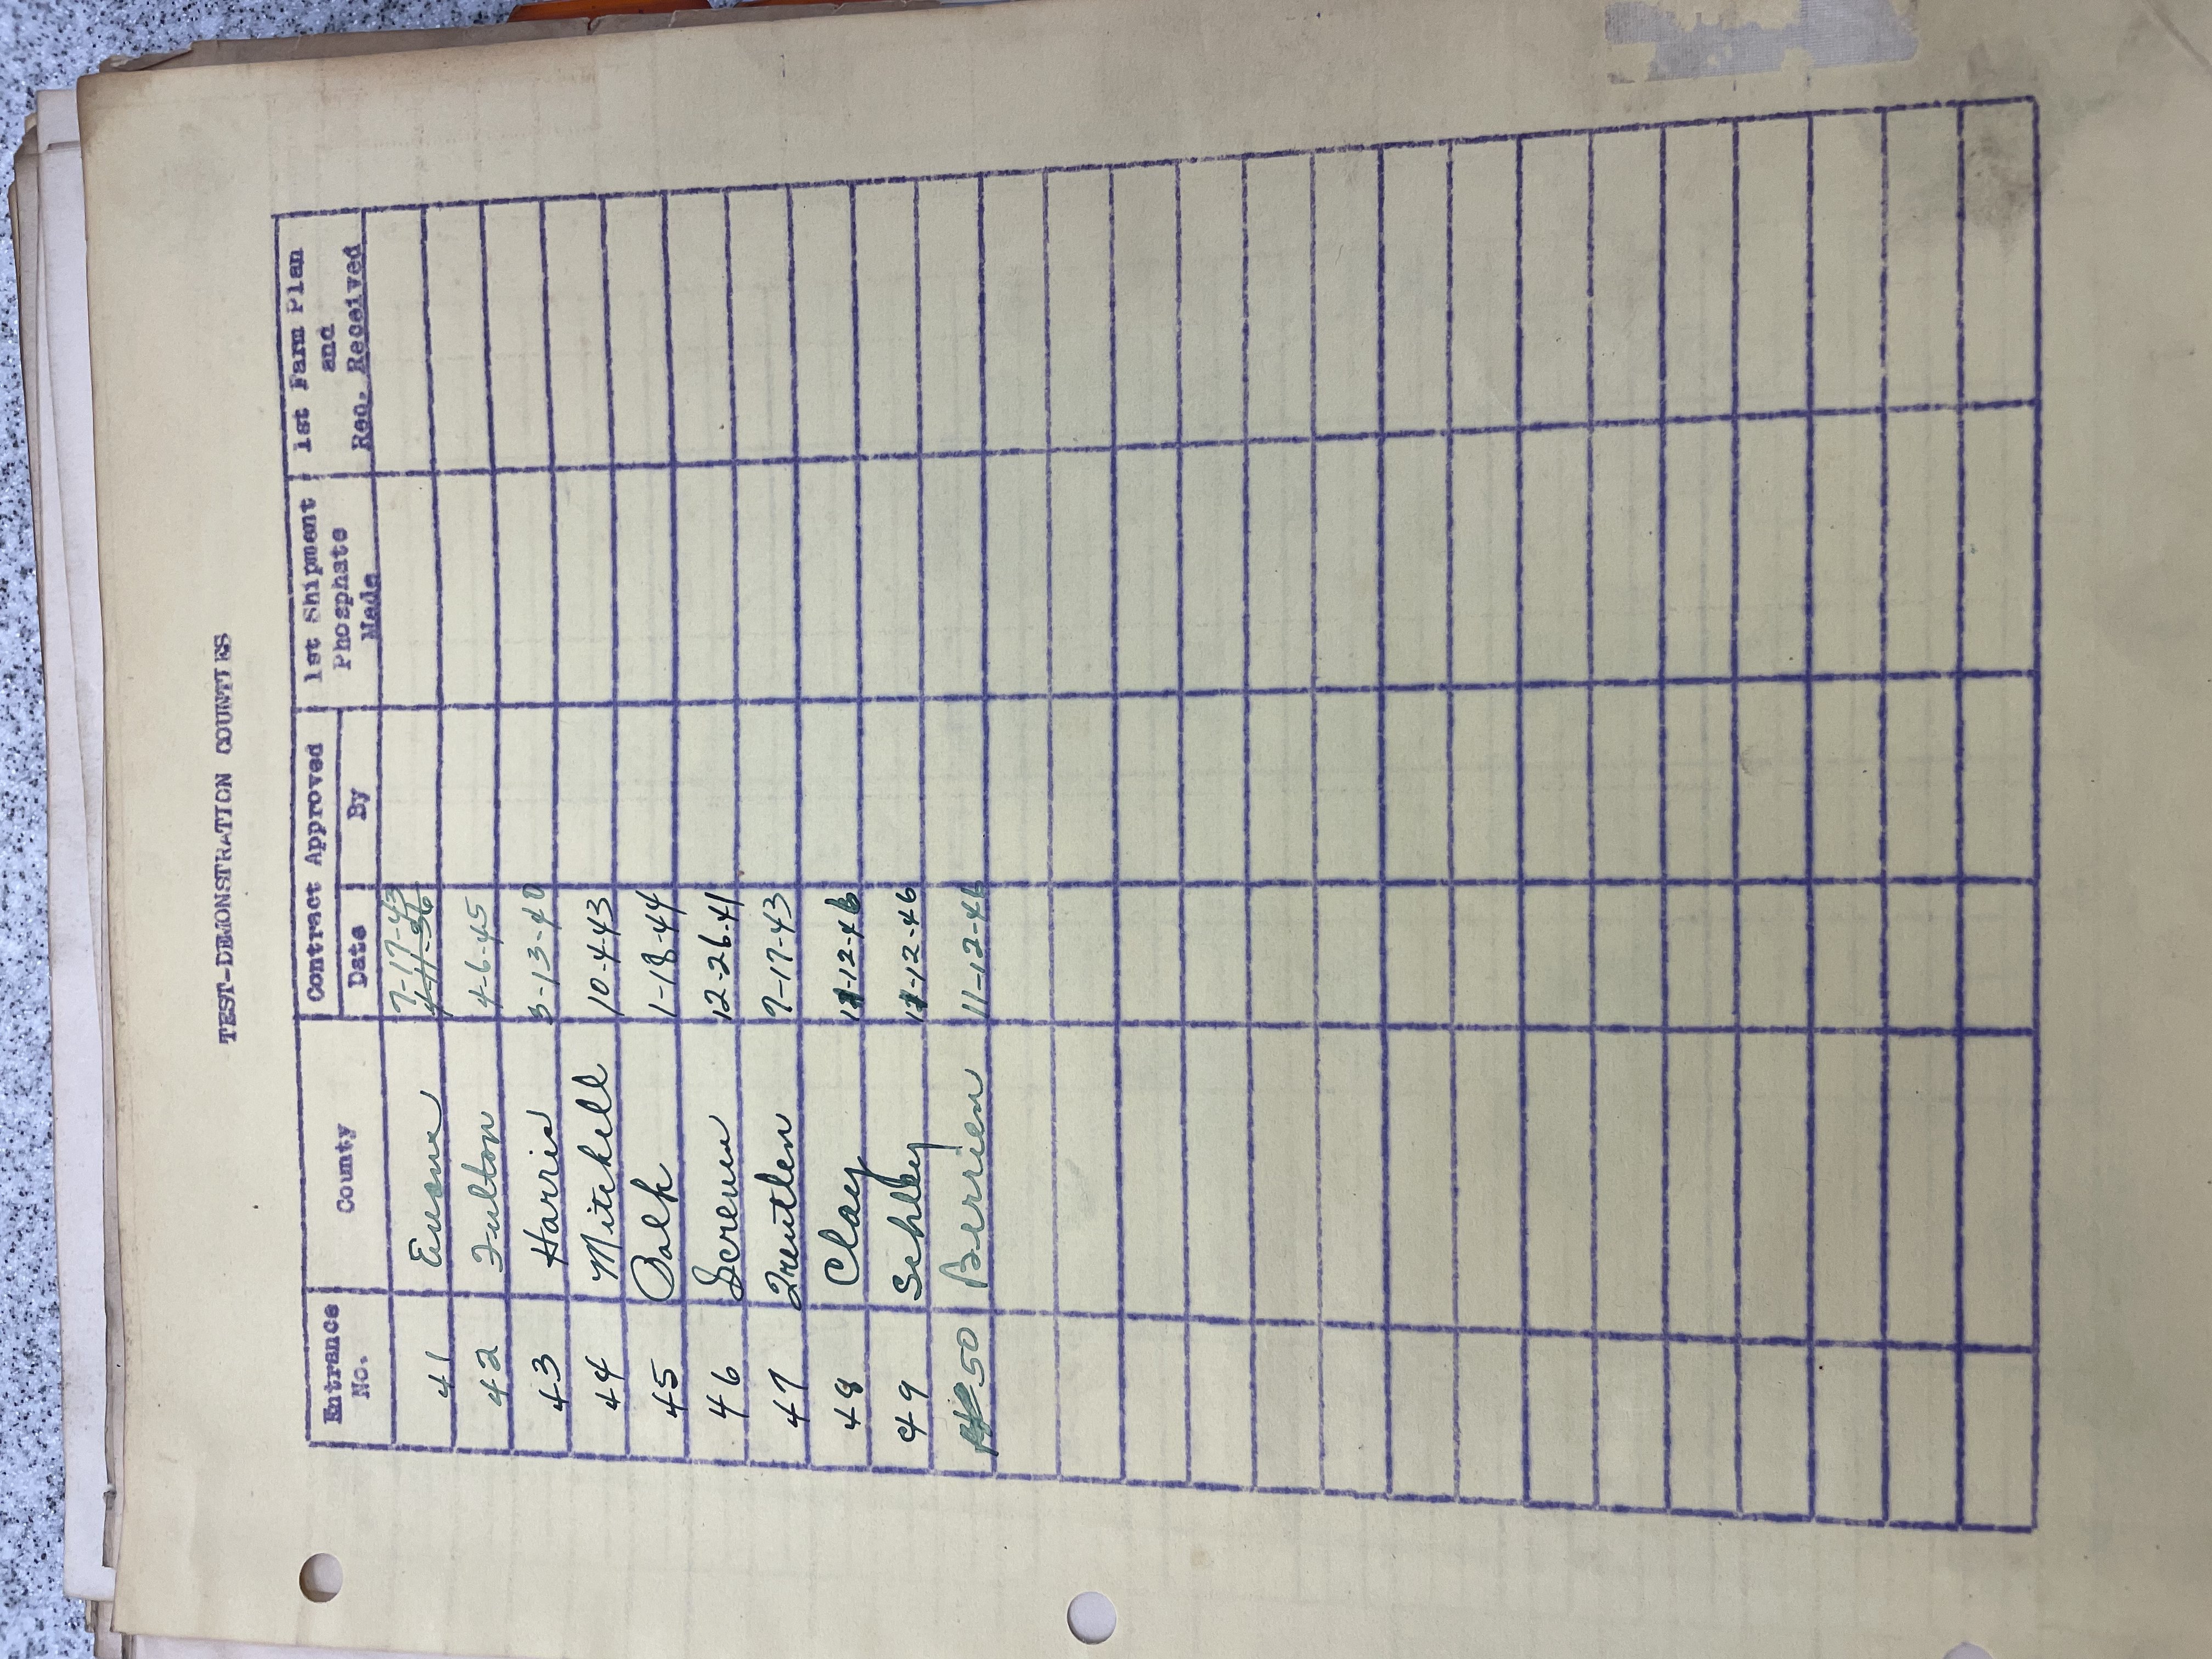 TEST-DEMONSTRATION COUNTIES
Entrance No. County Contract Approved Date By 1st Shipment Phosphate Made 1st Farm Plan and Req. Received
7-17-43
41 Evans 4-11-36
42 Fulton 4-6-45
43 Harris 3-13-40
44 Mitchell 10-4-43
45 Polk 1-18-44
46 Screven 12-26-41
47 Treutlen 7-17-43
48 Clay 11-12-46
49 Schley 11-12-46
50 Berrien 11-12-46